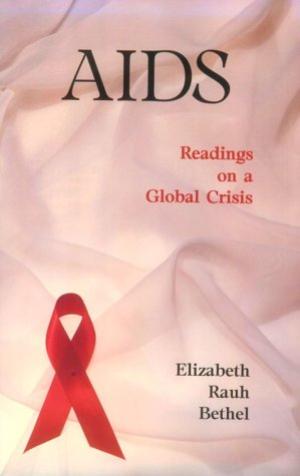 AIDS
Readings
on a
Global Crisis
Elizabeth
Rauh
Bethel